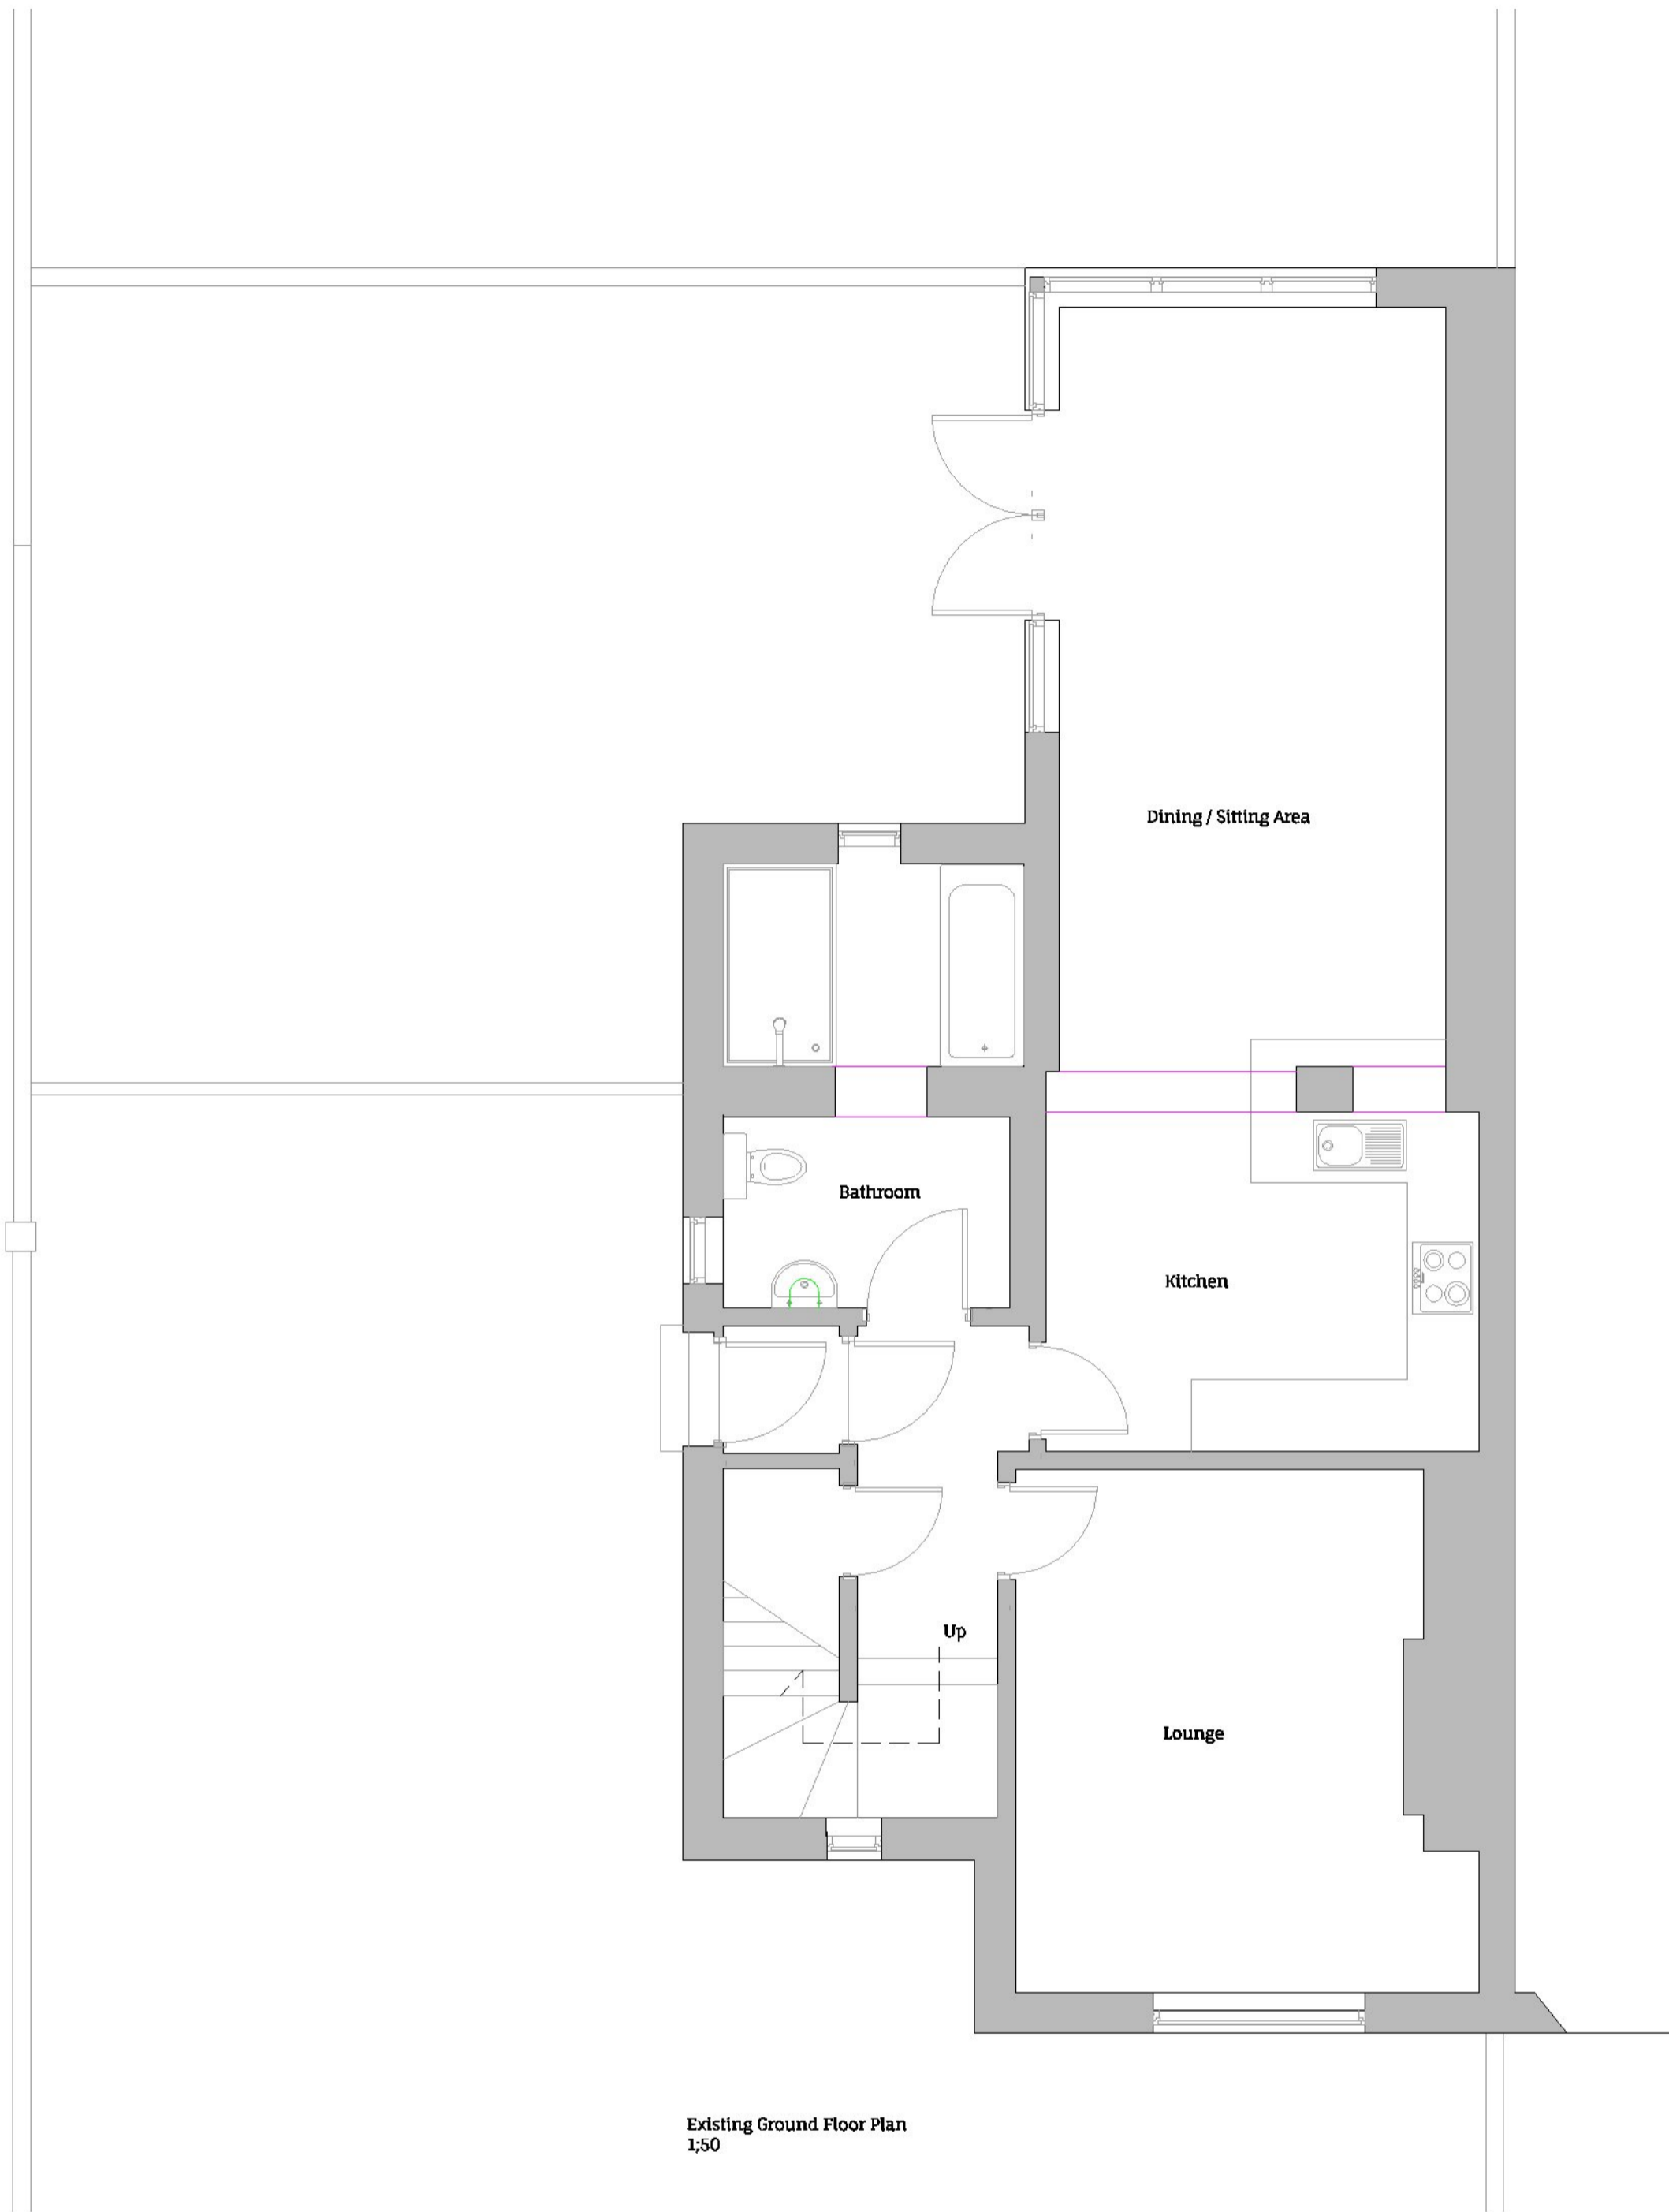 Dining / Sitting Area
Bathroom
Kitchen
Up
Lounge
Existing Ground Floor Plan
1;50